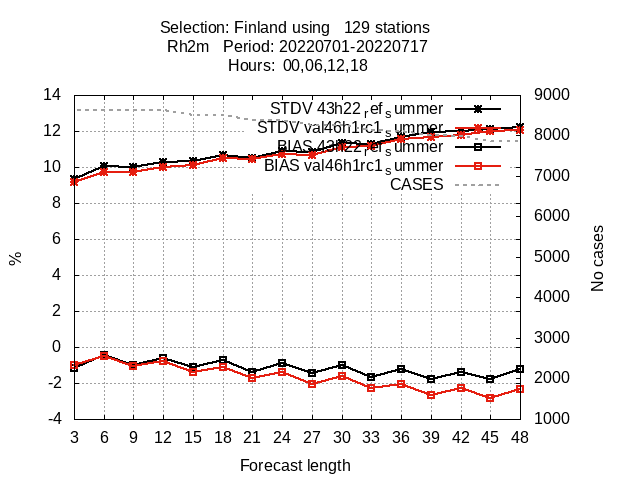 Selection: Finland using 129 stations
Rh2m Period: 20220701-20220717
Hours: 00,06,12,18
14 9000
STDV 43h22_ref_summer
12 STDV val46h1rc1_summer 8000
BIAS 43h22_ref_summer
10 BIAS val46h1rc1_summer 7000
CASES
8 6000
6 5000
% No cases
4 4000
2 3000
0
-2 2000
-4 1000
3 6 9 12 15 18 21 24 27 30 33 36 39 42 45 48
Forecast length